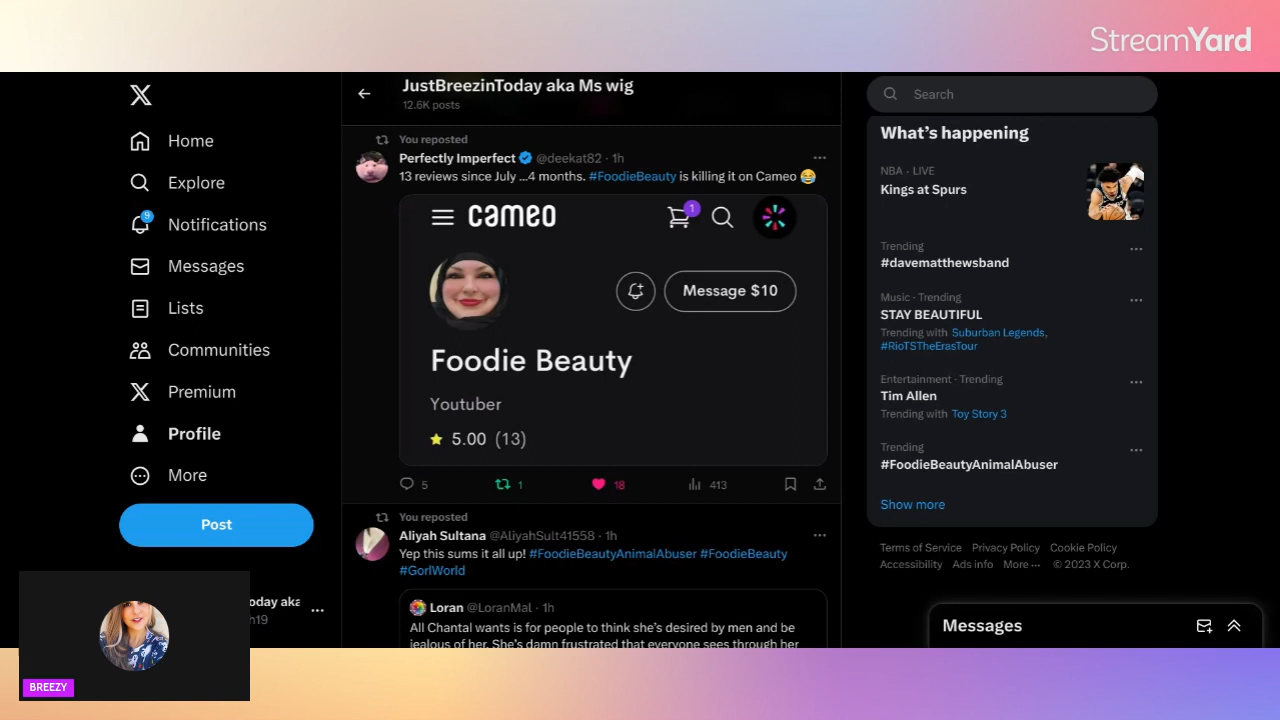 StreamYard
JustBreezinToday aka Ms wig
12.6K posts
Home
Explore
9
Notifications
Messages
Lists
Communities
Premium
Profile
More
Post
oday aka
n19
BREEZY
You reposted
Perfectly Imperfect @deekat82 · 1h
13 reviews since July ...4 months. #FoodieBeauty is killing it on Cameo 😂
cameo
1
Message $10
Foodie Beauty
Youtuber
5.00 (13)
5
1
18
413
You reposted
Aliyah Sultana @AliyahSult41558 · 1h
Yep this sums it all up! #FoodieBeautyAnimalAbuser #FoodieBeauty
#GorlWorld
Loran @LoranMal · 1h
All Chantal wants is for people to think she's desired by men and be
jealous of her. She's damn frustrated that everyone sees through her
Search
What's happening
NBA · LIVE
Kings at Spurs
Trending
#davematthewsband
Music · Trending
STAY BEAUTIFUL
Trending with Suburban Legends,
#RioTSTheErasTour
Entertainment · Trending
Tim Allen
Trending with Toy Story 3
Trending
#FoodieBeautyAnimalAbuser
Show more
Terms of Service Privacy Policy Cookie Policy
Accessibility Ads info More ··· © 2023 X Corp.
Messages